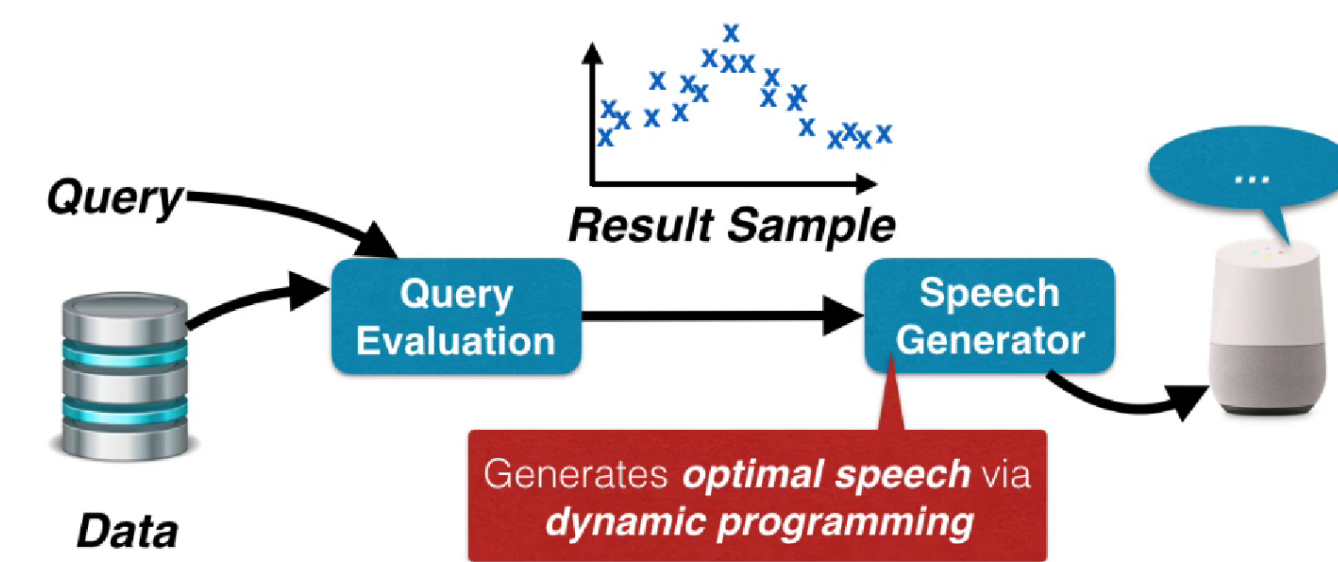 Query
Result Sample
...
Query
Evaluation
Speech
Generator
Generates optimal speech via
dynamic programming
Data